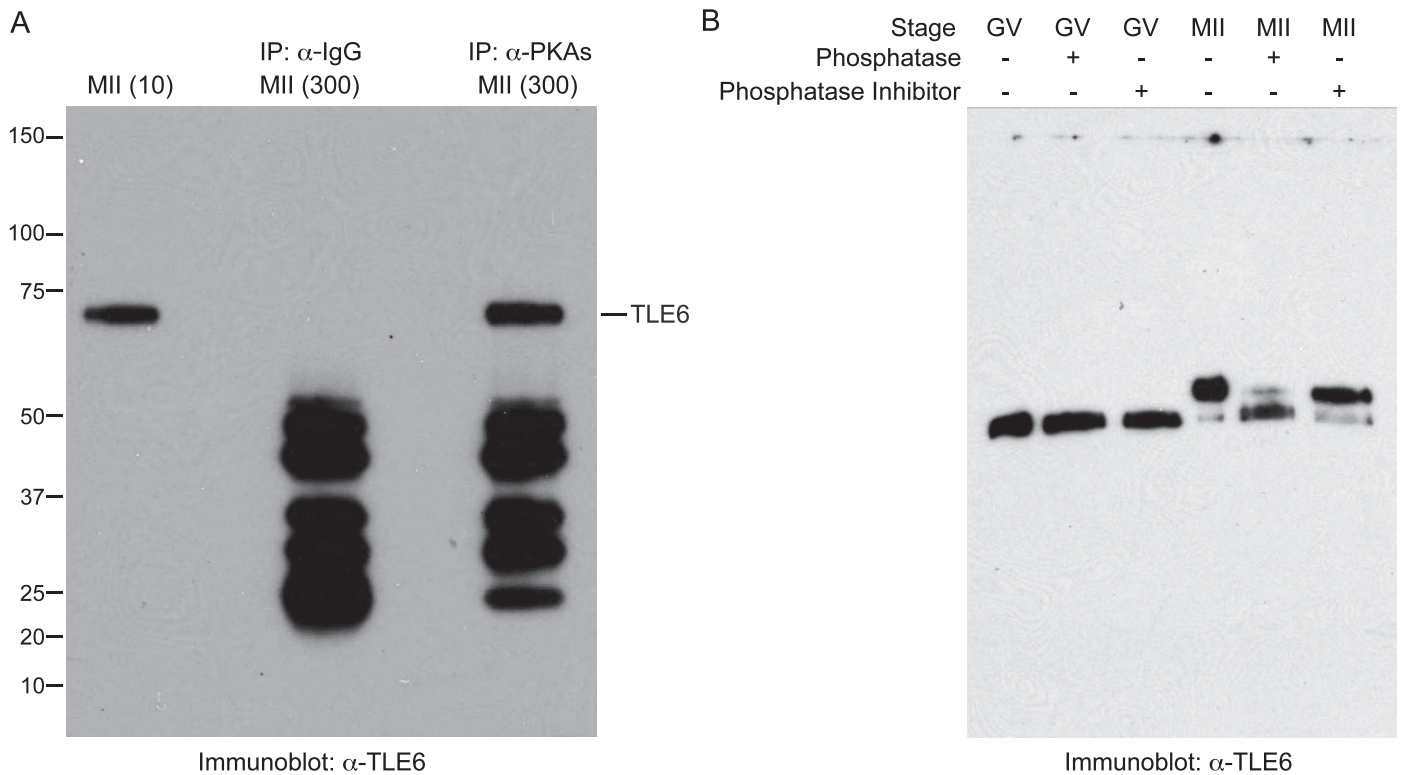 A
IP: α-IgG
IP: α-PKAs
MII (10)
MII (300)
MII (300)
150
100
75
50
37
25
20
10
TLE6
Immunoblot: α-TLE6
B
Stage GV GV GV MII MII MII
Phosphatase - + - - + -
Phosphatase Inhibitor - - + - - +
Immunoblot: α-TLE6